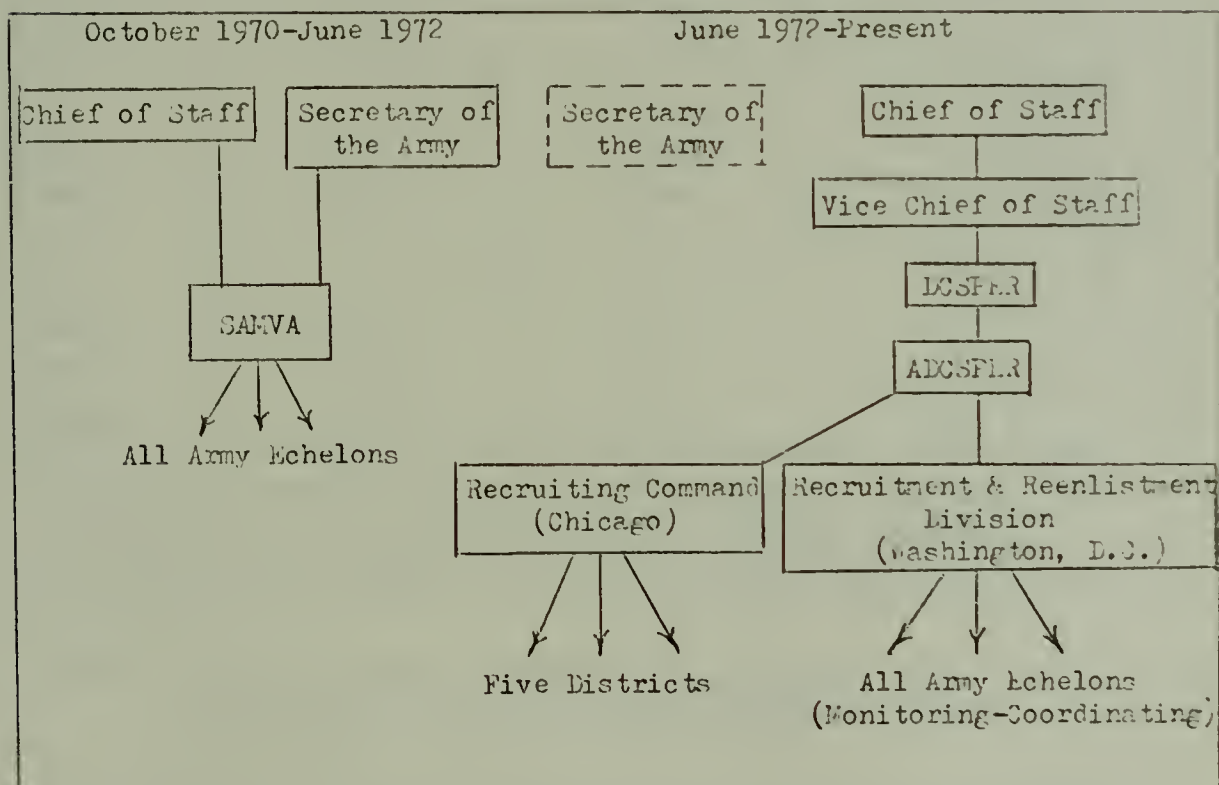 October 1970-June 1972
June 1972-Present
Chief of Staff
Secretary of
the Army
Secretary of
the Army
Chief of Staff
Vice Chief of Staff
DCSPER
SAMVA
ADCSPER
All Army Echelons
Recruiting Command
(Chicago)
Recruitment & Reenlistment
Division
(Washington, D.C.)
Five Districts
All Army Echelons
(Monitoring-Coordinating)